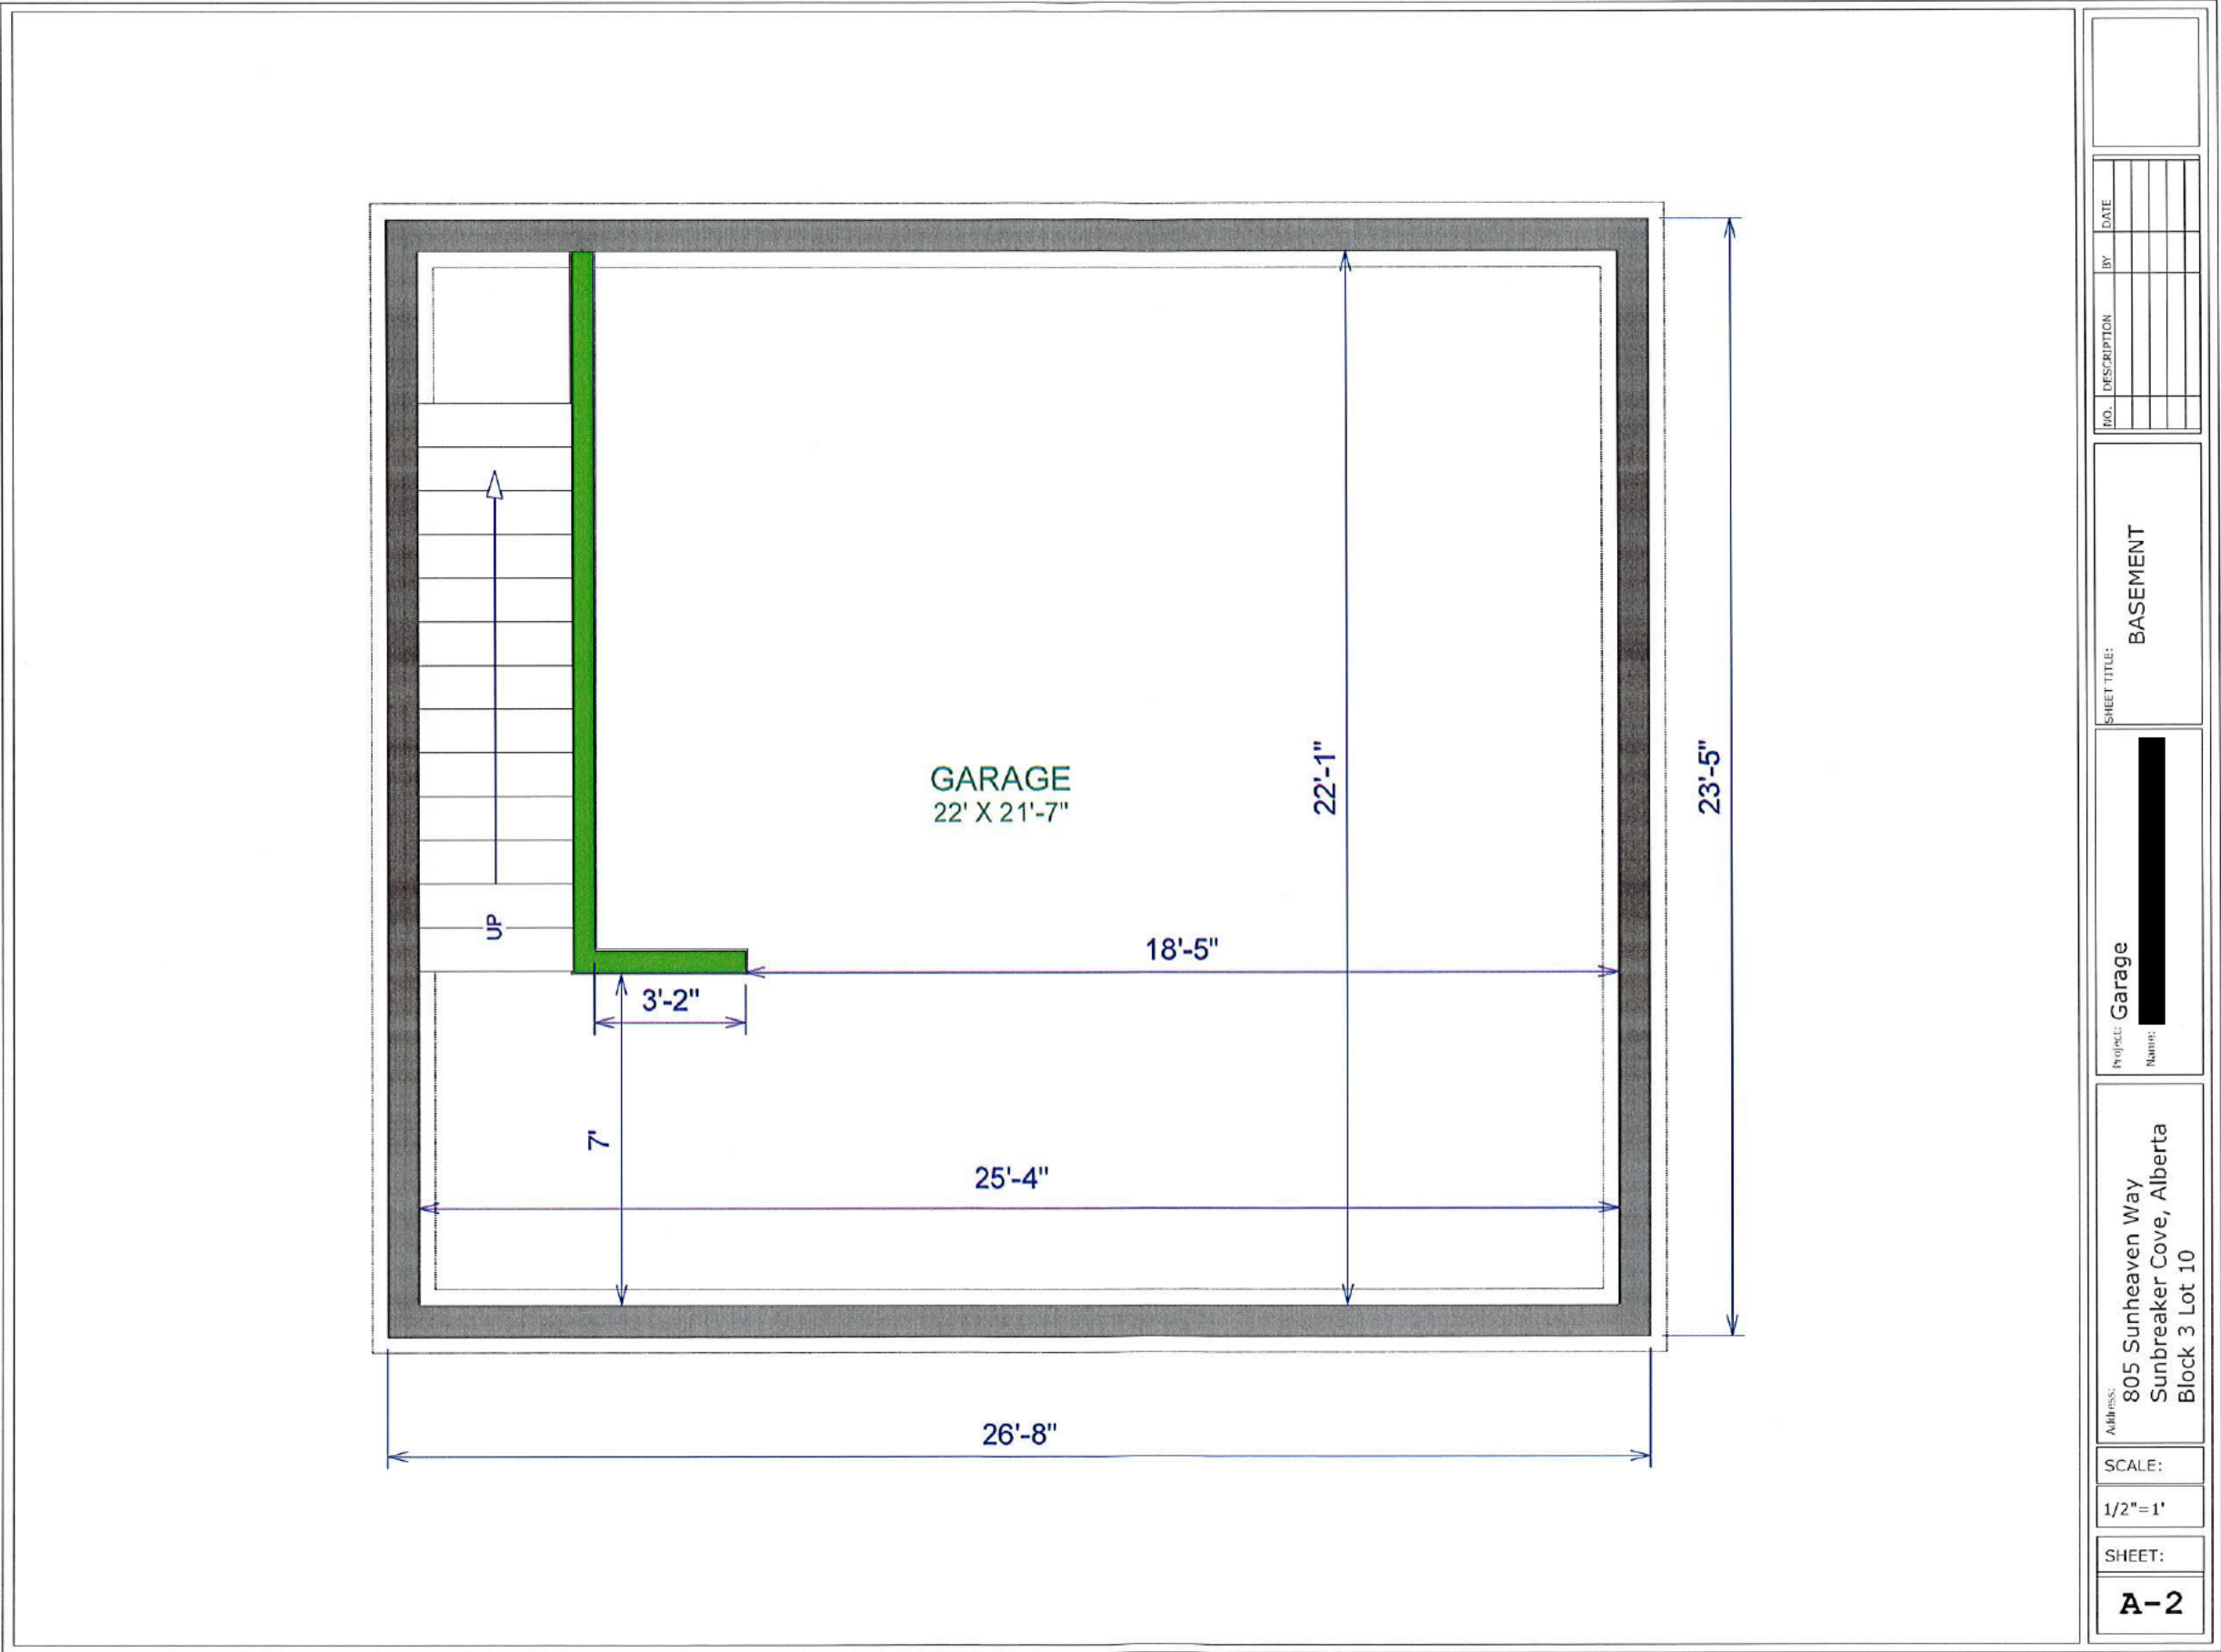 GARAGE
22' X 21'-7"
22'-1"
23'-5"
18'-5"
3'-2"
7'
25'-4"
26'-8"
UP
NO. DESCRIPTION BY DATE
SHEET TITLE:
BASEMENT
Project: Garage
Name:
Address:
805 Sunheaven Way
Sunbreaker Cove, Alberta
Block 3 Lot 10
SCALE:
1/2"=1'
SHEET:
A-2